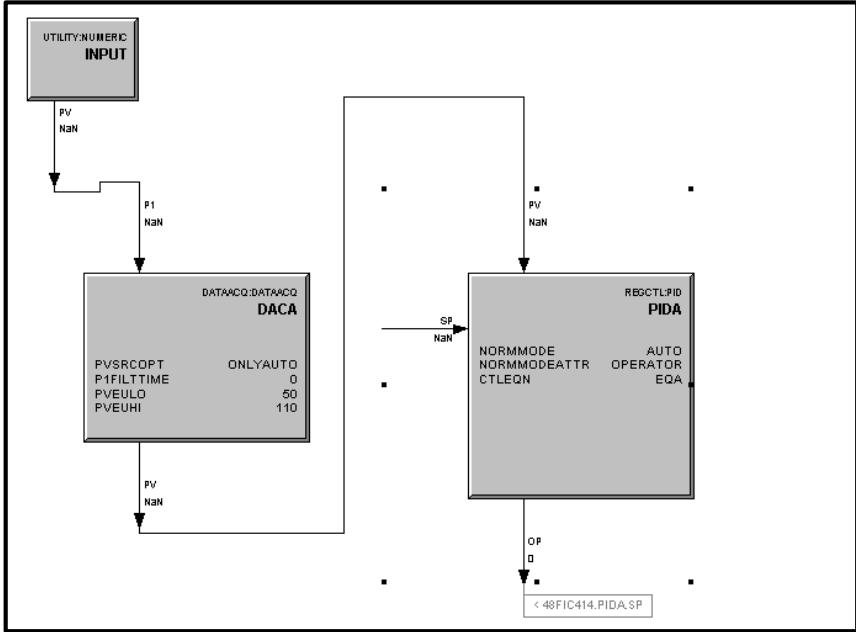 UTILITY:NUMERIC
INPUT
PV
NaN
P1
NaN
DATAACQ:DATAACQ
DACA
PVSRCOPT ONLYAUTO
P1FILTTIME 0
PVEULO 50
PVEUHI 110
PV
NaN
PV
NaN
REGCTL:PID
PIDA
SP
NaN
NORMMODE AUTO
NORMMODEATTR OPERATOR
CTLEQN EQA
OP
0
< 48FIC414.PIDA.SP